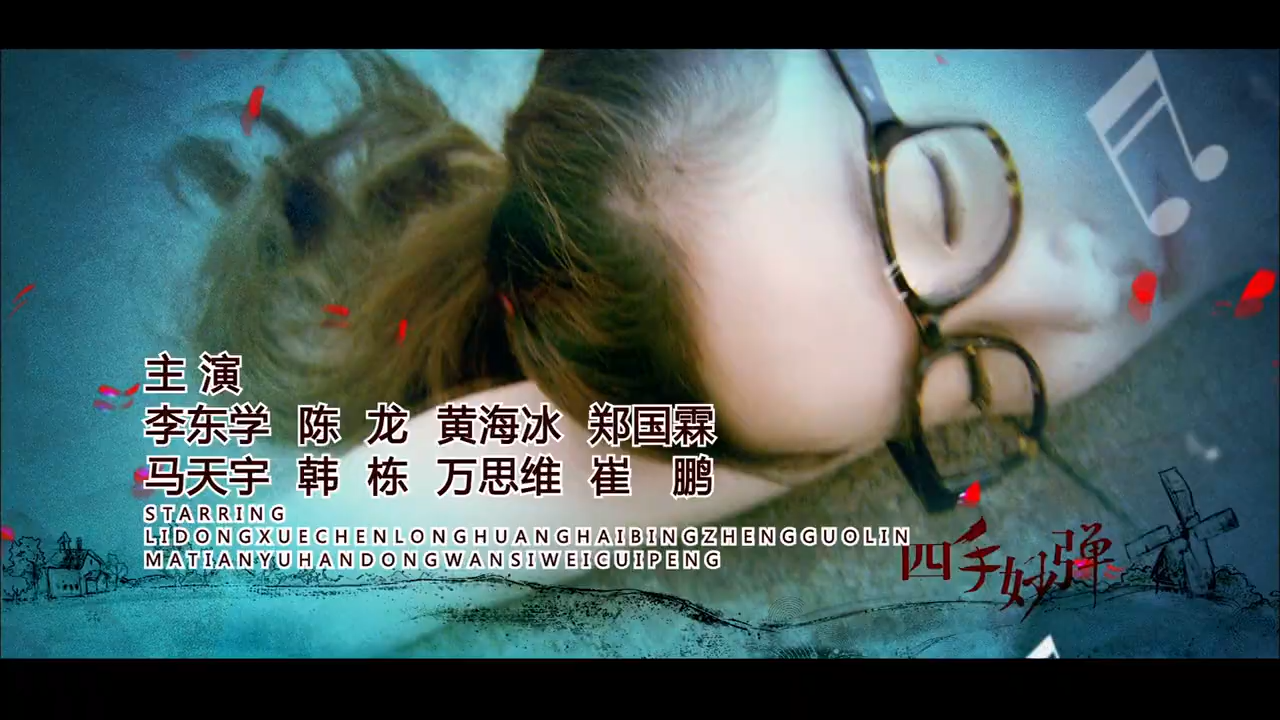 主 演
李东学 陈 龙 黄海冰 郑国霖
马天宇 韩 栋 万思维 崔 鹏
STARRING
LIDONGXUECHENLONGHUANGHAIBINGZHENGGUOLIN
MATIANYUHANDONGWANSIWEICUIPENG
四手妙弹